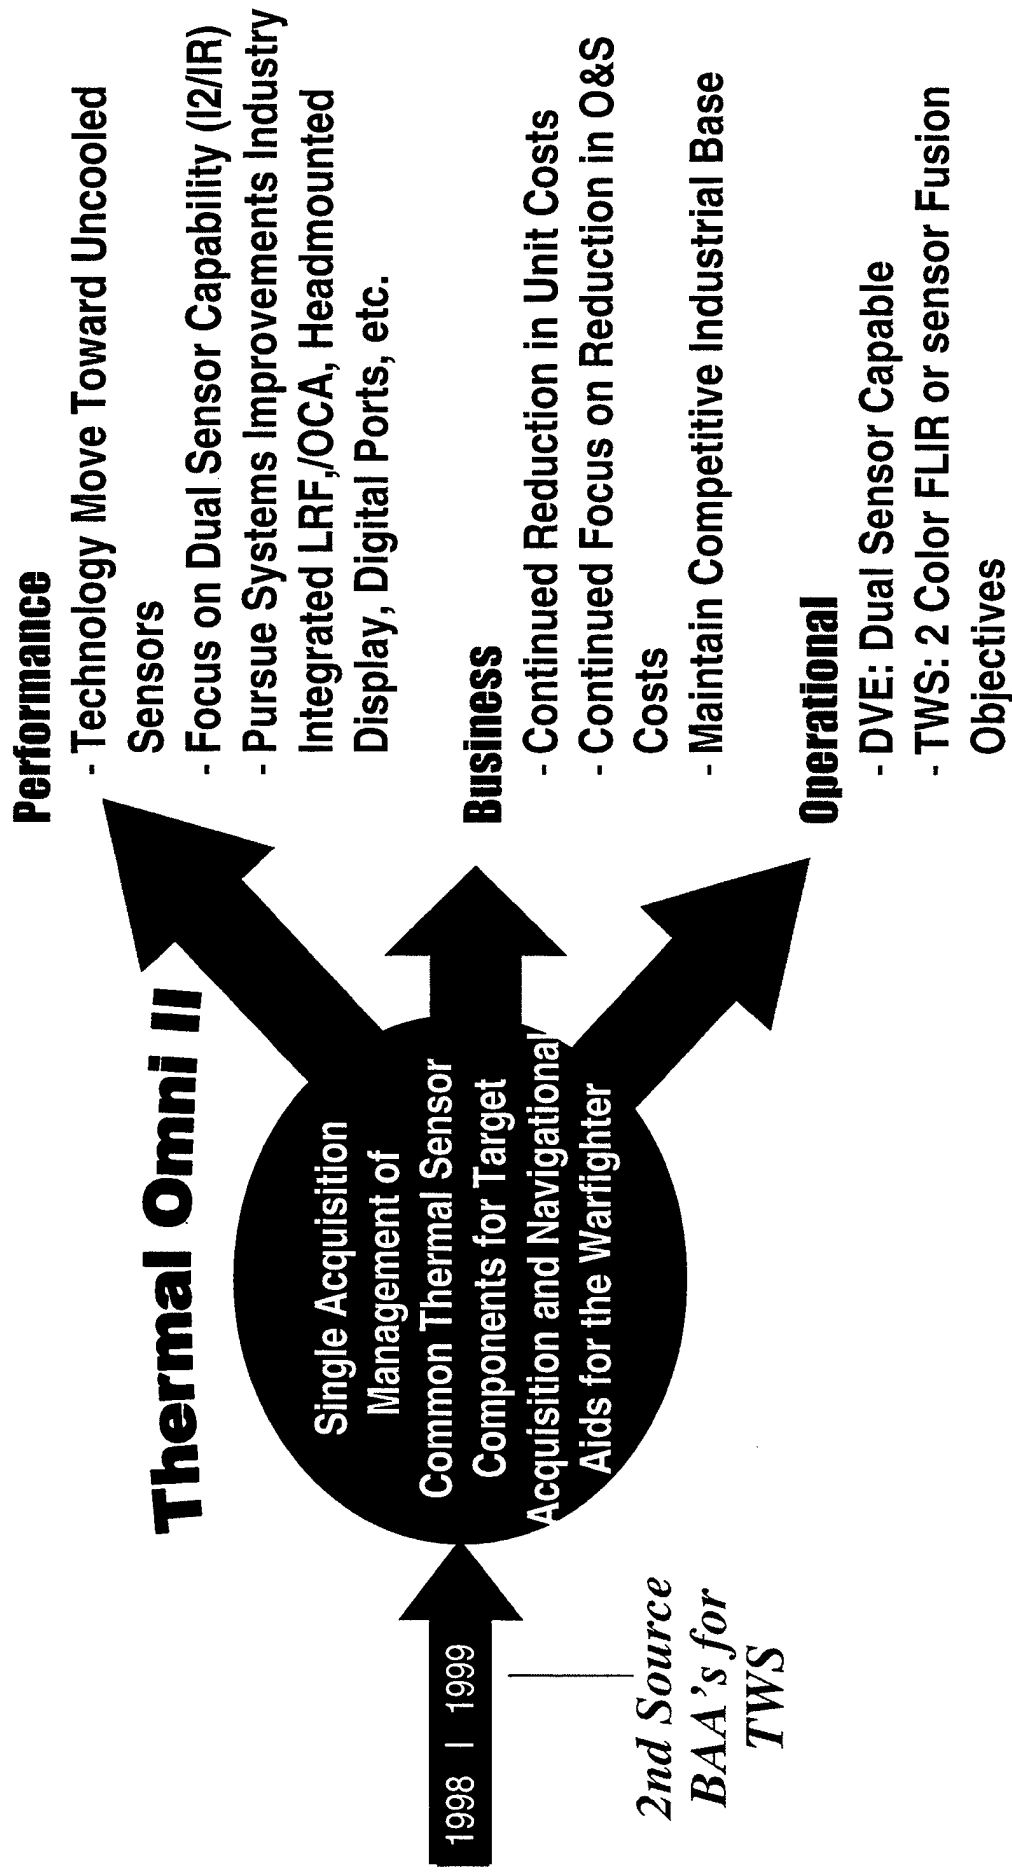 Thermal Omni II
1998 | 1999
2nd Source
BAA's for
TWS
Single Acquisition
Management of
Common Thermal Sensor
Components for Target
Acquisition and Navigational
Aids for the Warfighter
Performance
- Technology Move Toward Uncooled
Sensors
- Focus on Dual Sensor Capability (I2/IR)
- Pursue Systems Improvements Industry
Integrated LRF,/OCA, Headmounted
Display, Digital Ports, etc.
Business
- Continued Reduction in Unit Costs
- Continued Focus on Reduction in O&S
Costs
- Maintain Competitive Industrial Base
Operational
- DVE: Dual Sensor Capable
- TWS: 2 Color FLIR or sensor Fusion
Objectives